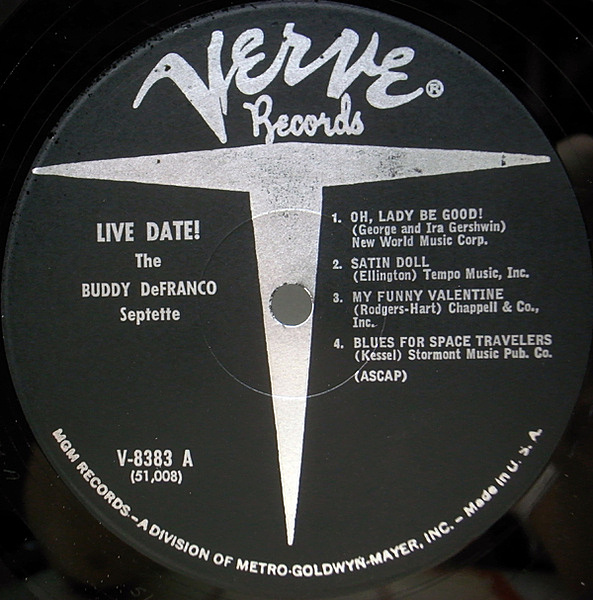 Verve®
Records
LIVE DATE!
The
BUDDY DeFRANCO
Septette
1. OH, LADY BE GOOD!
(George and Ira Gershwin)
New World Music Corp.
2. SATIN DOLL
(Ellington) Tempo Music, Inc.
3. MY FUNNY VALENTINE
(Rodgers-Hart) Chappell & Co.,
Inc.
4. BLUES FOR SPACE TRAVELERS
(Kessel) Stormont Music Pub. Co.
(ASCAP)
V-8383 A
(51,008)
MGM RECORDS—A DIVISION OF METRO-GOLDWYN-MAYER, INC. – Made in U. S. A.